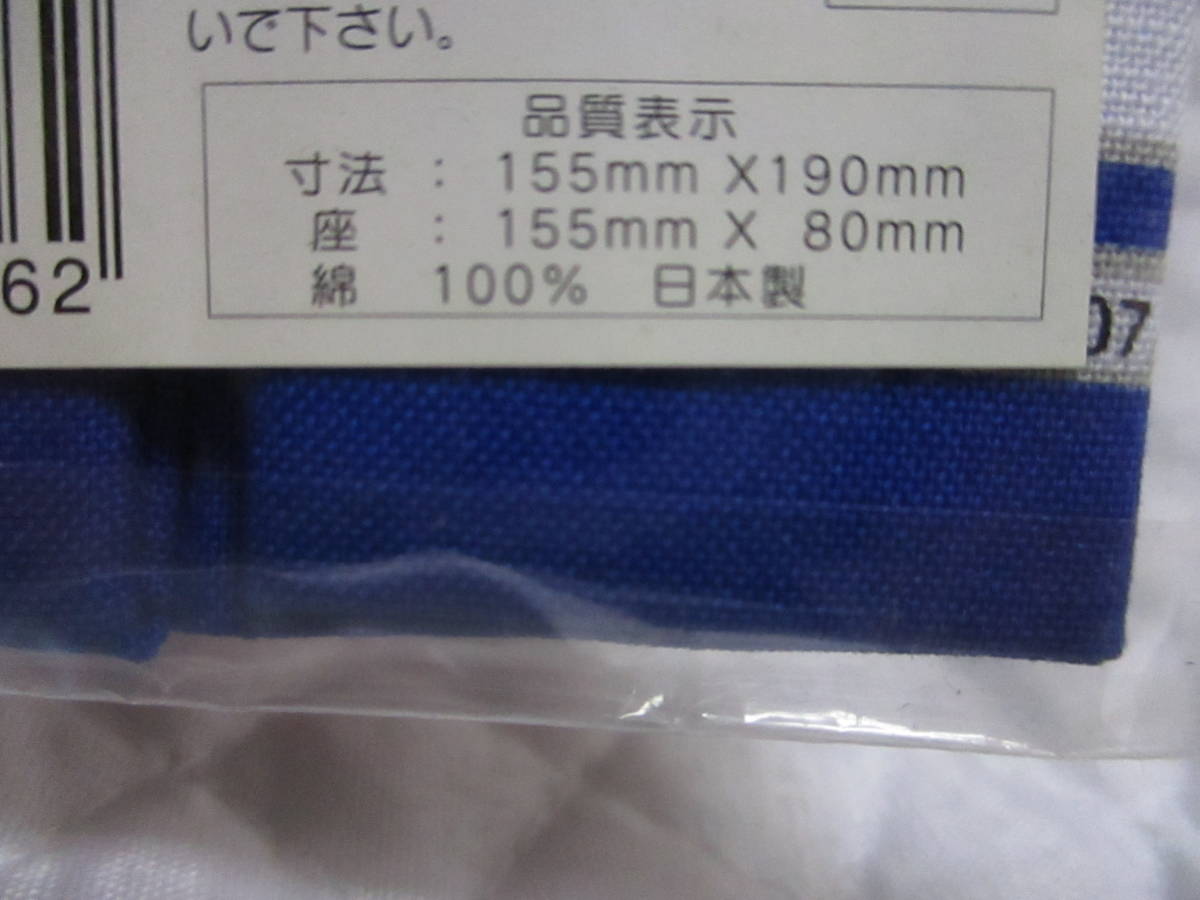 いで下さい。
品質表示
寸法 : 155mm X190mm
座 : 155mm X 80mm
綿 100% 日本製
62
07